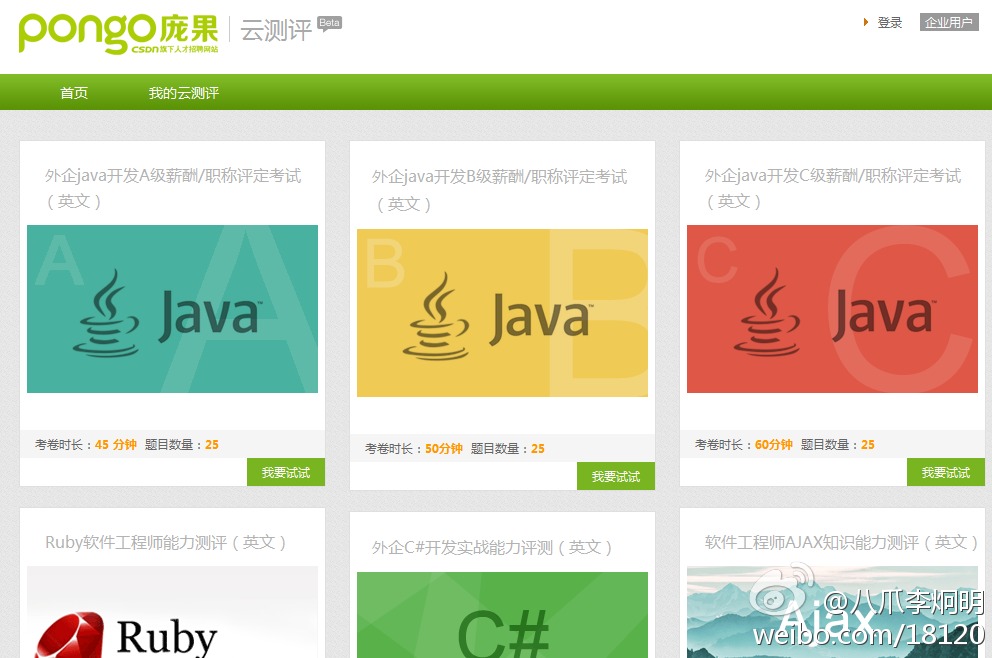 pongo庞果 云测评 Beta
CSDN旗下人才招聘网站
登录 企业用户
首页 我的云测评
外企java开发A级薪酬/职称评定考试
（英文）
A A
Java™
考卷时长：45 分钟 题目数量：25
我要试试
外企java开发B级薪酬/职称评定考试
（英文）
B B
Java™
考卷时长：50分钟 题目数量：25
我要试试
外企java开发C级薪酬/职称评定考试
（英文）
C C
Java™
考卷时长：60分钟 题目数量：25
我要试试
Ruby软件工程师能力测评（英文）
Ruby
外企C#开发实战能力评测（英文）
C#
软件工程师AJAX知识能力测评（英文）
Ajax
@八爪李炯明
weibo.com/18120